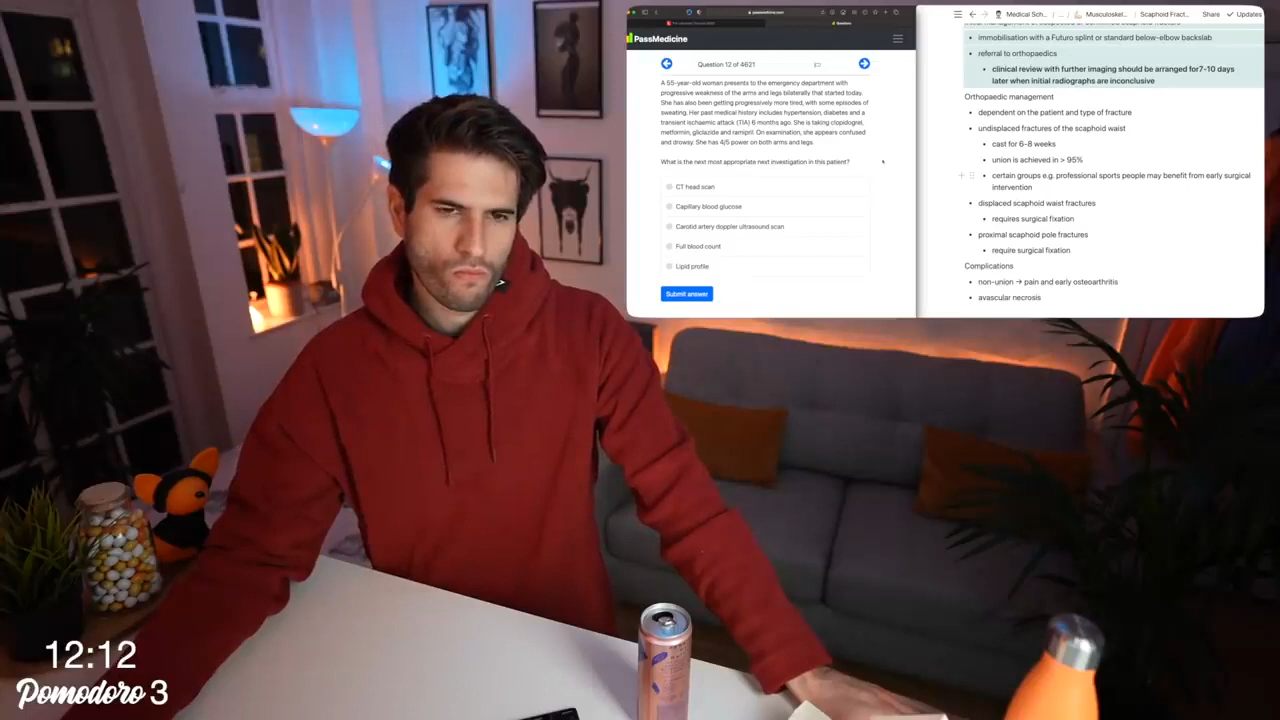 PassMedicine
Question 12 of 4621
A 55-year-old woman presents to the emergency department with
progressive weakness of the arms and legs bilaterally that started today.
She has also been getting progressively more tired, with some episodes of
sweating. Her past medical history includes hypertension, diabetes and a
transient ischaemic attack (TIA) 6 months ago. She is taking clopidogrel,
metformin, gliclazide and ramipril. On examination, she appears confused
and drowsy. She has 4/5 power on both arms and legs.
What is the next most appropriate next investigation in this patient?
CT head scan
Capillary blood glucose
Carotid artery doppler ultrasound scan
Full blood count
Lipid profile
Submit answer
Medical Sch... / ... / Musculoskel... / Scaphoid Fract...
Share
Updates
immobilisation with a Futuro splint or standard below-elbow backslab
referral to orthopaedics
clinical review with further imaging should be arranged for7-10 days
later when initial radiographs are inconclusive
Orthopaedic management
dependent on the patient and type of fracture
undisplaced fractures of the scaphoid waist
cast for 6-8 weeks
union is achieved in > 95%
certain groups e.g. professional sports people may benefit from early surgical
intervention
displaced scaphoid waist fractures
requires surgical fixation
proximal scaphoid pole fractures
require surgical fixation
Complications
non-union → pain and early osteoarthritis
avascular necrosis
12:12
Pomodoro 3